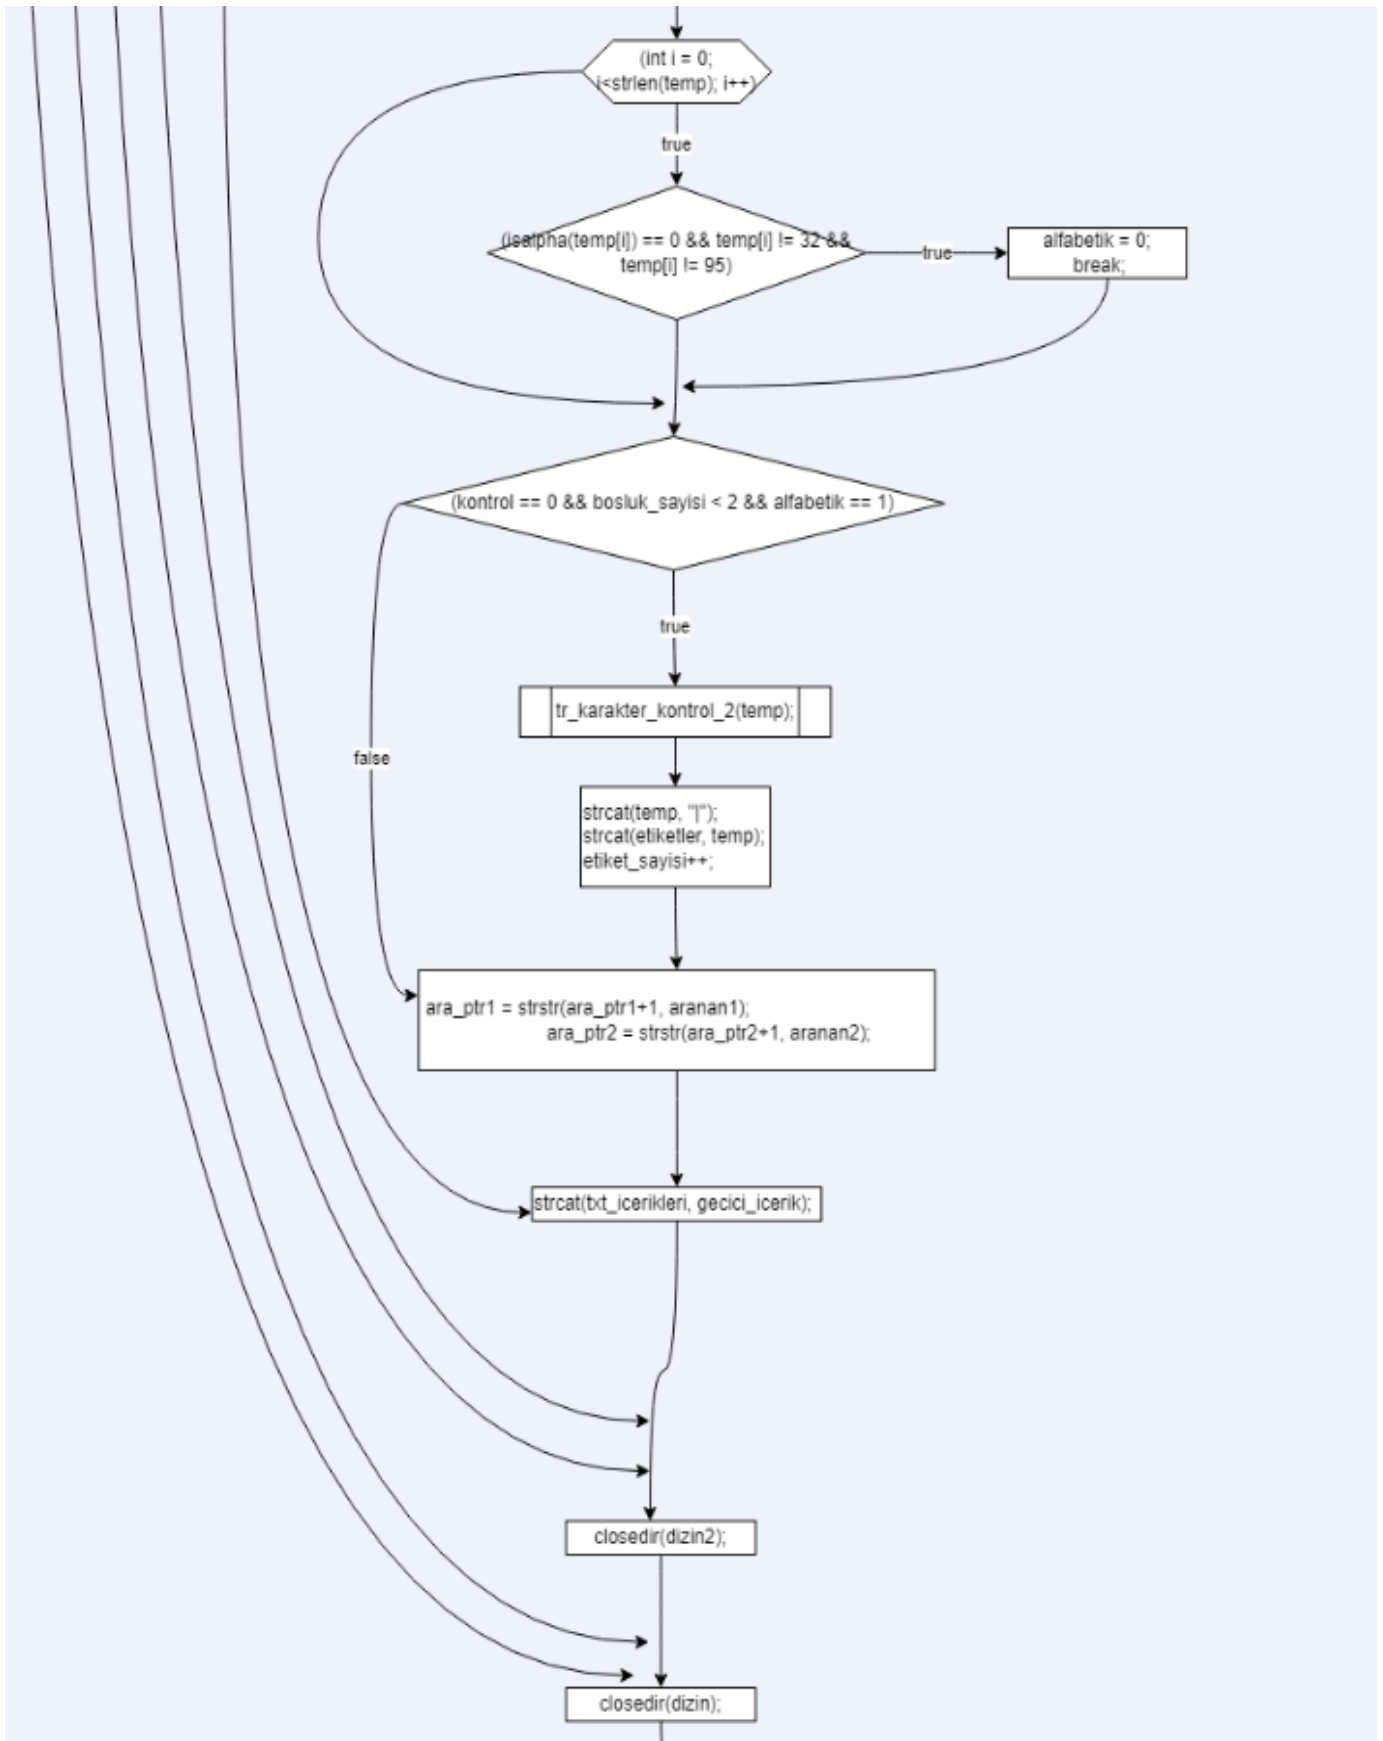 (int i = 0;
i<strlen(temp); i++)
true
(isalpha(temp[i]) == 0 && temp[i] != 32 &&
temp[i] != 95)
true
alfabetik = 0;
break;
(kontrol == 0 && bosluk_sayisi < 2 && alfabetik == 1)
true
tr_karakter_kontrol_2(temp);
false
strcat(temp, "|");
strcat(etiketler, temp);
etiket_sayisi++;
ara_ptr1 = strstr(ara_ptr1+1, aranan1);
ara_ptr2 = strstr(ara_ptr2+1, aranan2);
strcat(txt_icerikleri, gecici_icerik);
closedir(dizin2);
closedir(dizin);